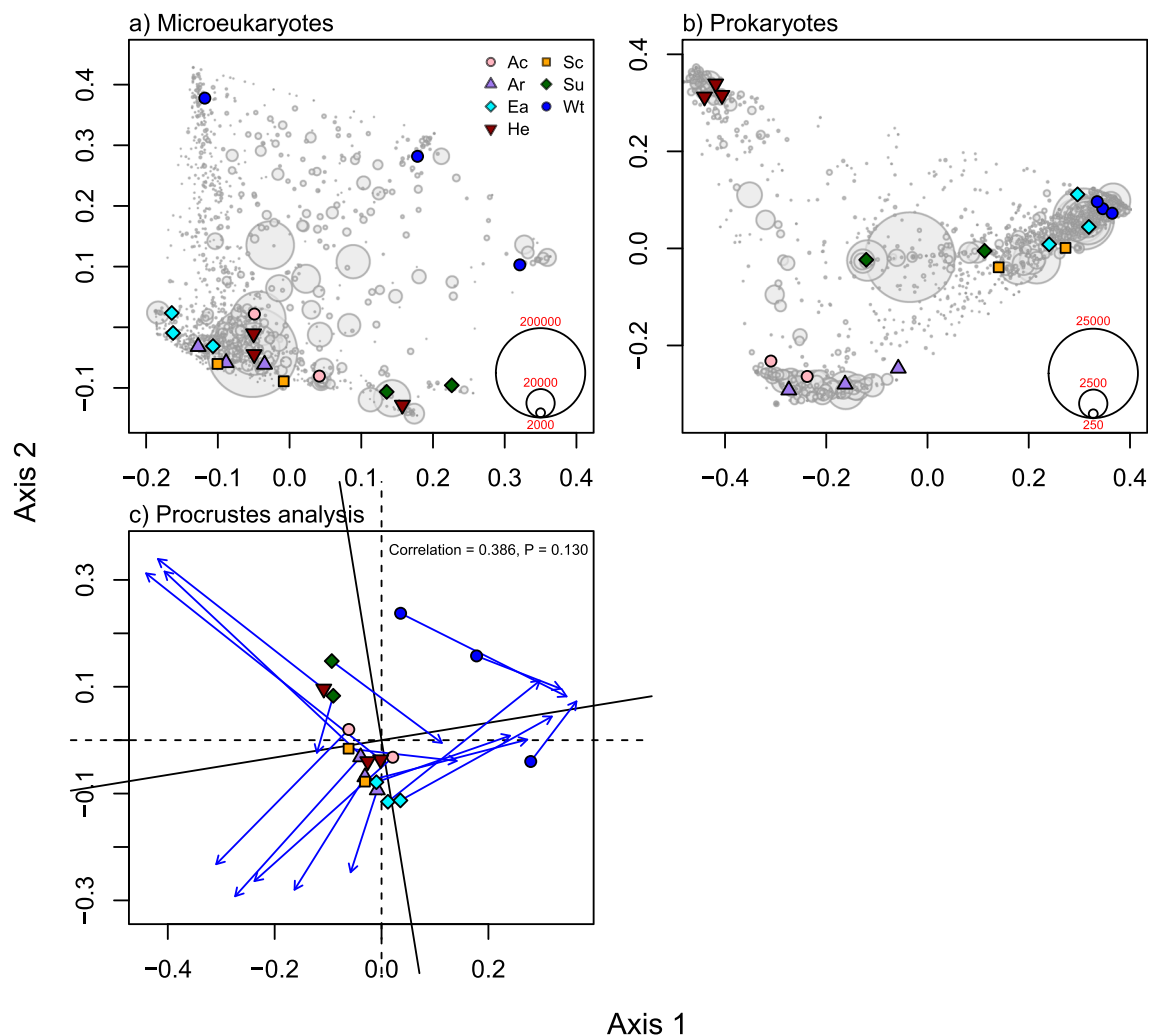 a) Microeukaryotes
Ac Sc
Ar Su
Ea Wt
He
0.4
0.3
0.2
0.1
−0.1
200000
20000
2000
−0.2 −0.1 0.0 0.1 0.2 0.3 0.4
b) Prokaryotes
0.4
0.2
0.0
−0.2
25000
2500
250
−0.4 −0.2 0.0 0.2 0.4
Axis 2
c) Procrustes analysis
Correlation = 0.386, P = 0.130
0.3
0.1
−0.1
−0.3
−0.4 −0.2 0.0 0.2
Axis 1